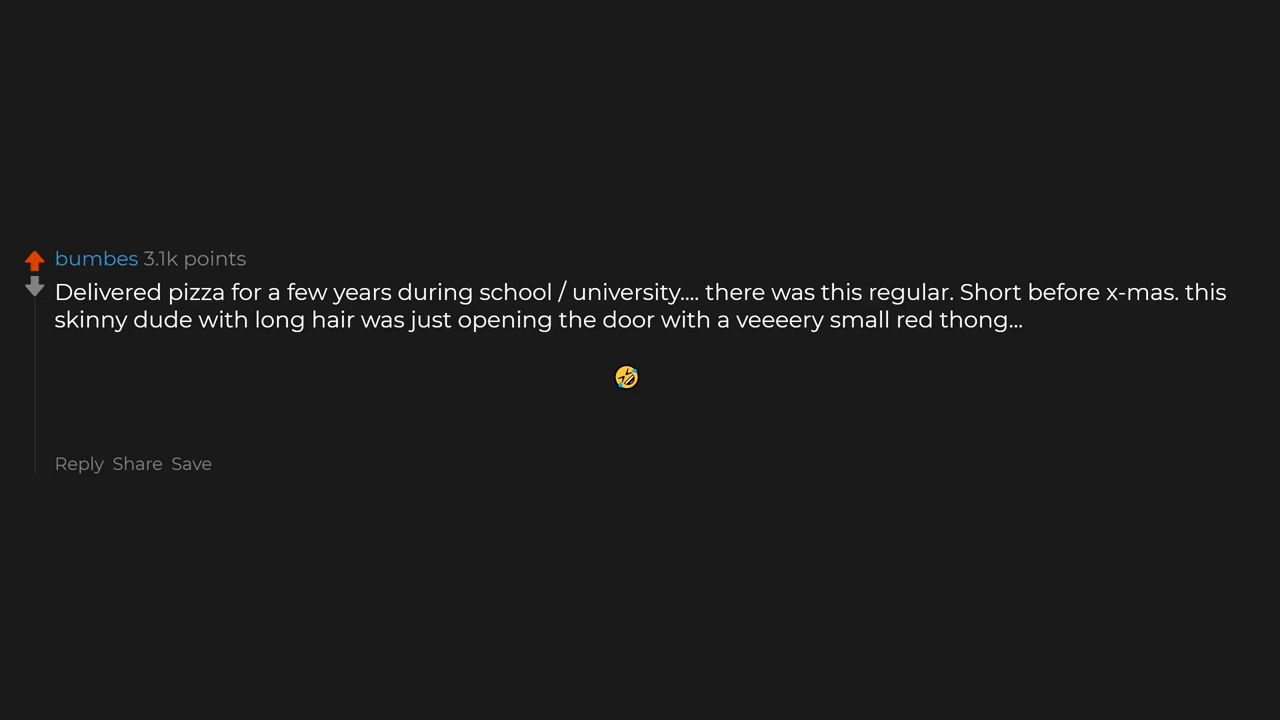 bumbes 3.1k points
Delivered pizza for a few years during school / university.... there was this regular. Short before x-mas. this
skinny dude with long hair was just opening the door with a veeeery small red thong...
🤣
Reply Share Save